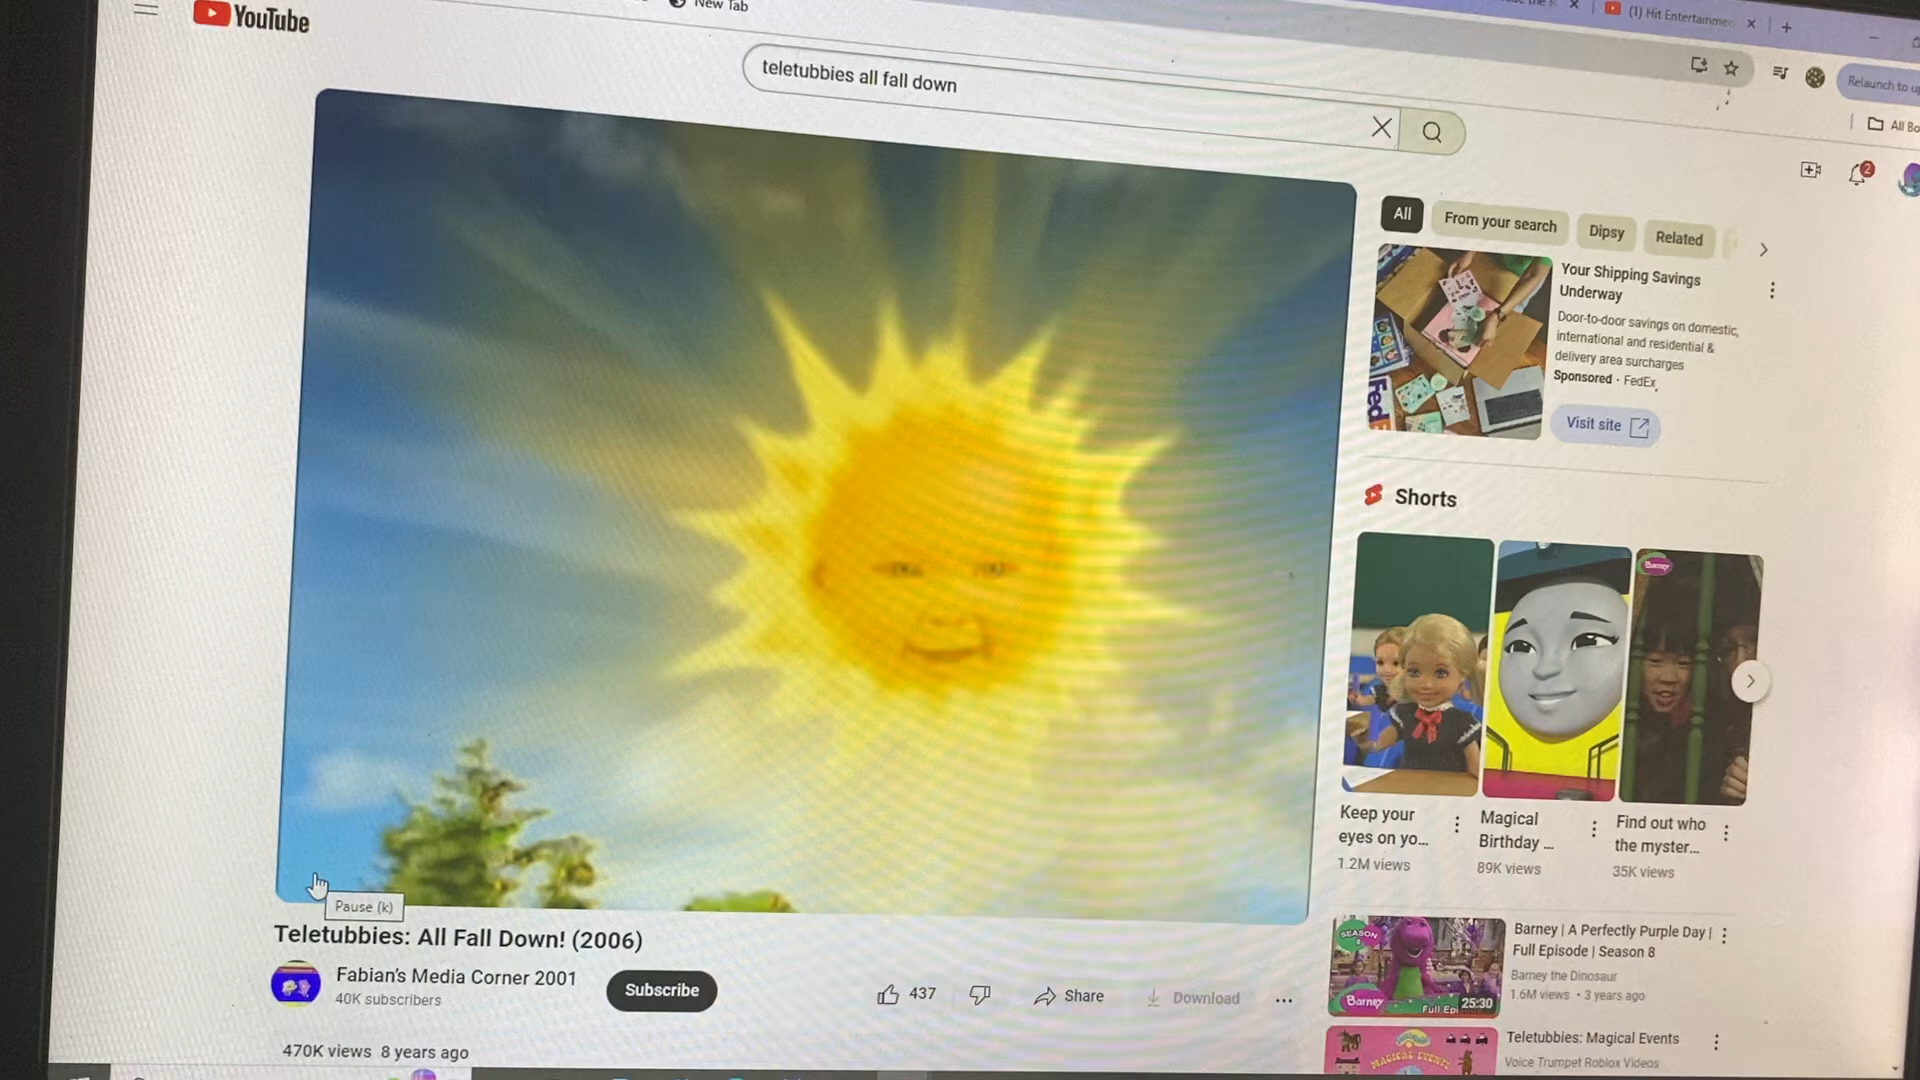 New Tab
(1) Hit Entertainmen
YouTube
teletubbies all fall down
Relaunch to up
All Bo
2
All
From your search
Dipsy
Related
Your Shipping Savings
Underway
Door-to-door savings on domestic,
international and residential &
delivery area surcharges
Sponsored · FedEx
Visit site
Shorts
Barney
Keep your
eyes on yo...
1.2M views
Magical
Birthday ...
89K views
Find out who
the myster...
35K views
Pause (k)
Teletubbies: All Fall Down! (2006)
Fabian's Media Corner 2001
40K subscribers
Subscribe
437
Share
Download
470K views 8 years ago
SEASON
Barney
Full Epi
25:30
Barney | A Perfectly Purple Day |
Full Episode | Season 8
Barney the Dinosaur
1.6M views • 3 years ago
MAGICAL EVENTS
Teletubbies: Magical Events
Voice Trumpet Roblox Videos